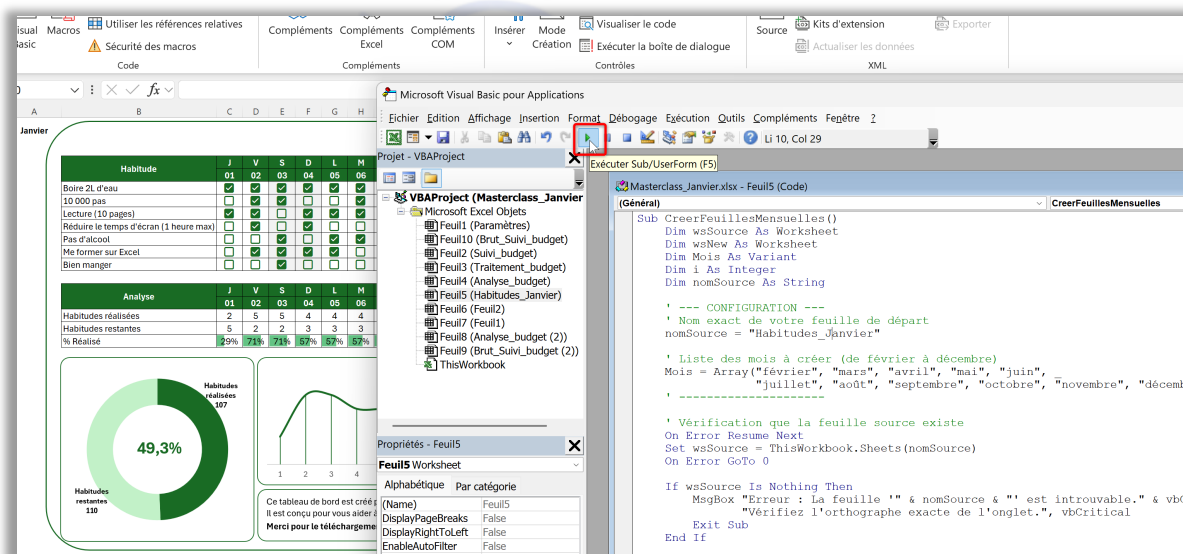 Utiliser les références relatives
Macros
Sécurité des macros
Code
Compléments Compléments Compléments
Excel COM
Compléments
Insérer Mode
Création
Visualiser le code
Exécuter la boîte de dialogue
Contrôles
Source
Kits d'extension
Actualiser les données
Exporter
XML
fx
A B C D E F G H
Janvier
Habitude J V S D L M
01 02 03 04 05 06
Boire 2L d'eau
10 000 pas
Lecture (10 pages)
Réduire le temps d'écran (1 heure max)
Pas d'alcool
Me former sur Excel
Bien manger
Analyse J V S D L M
01 02 03 04 05 06
Habitudes réalisées 2 5 5 4 4 4
Habitudes restantes 5 2 2 3 3 3
% Réalisé 29% 71% 71% 57% 57% 57%
Habitudes
réalisées
107
49,3%
Habitudes
restantes
110
1 2 3 4
Ce tableau de bord est créé
Il est conçu pour vous aider
Merci pour le téléchargeme
Microsoft Visual Basic pour Applications
Fichier Edition Affichage Insertion Format Débogage Exécution Outils Compléments Fenêtre ?
Li 10, Col 29
Exécuter Sub/UserForm (F5)
Projet - VBAProject
VBAProject (Masterclass_Janvier
Microsoft Excel Objets
Feuil1 (Paramètres)
Feuil10 (Brut_Suivi_budget)
Feuil2 (Suivi_budget)
Feuil3 (Traitement_budget)
Feuil4 (Analyse_budget)
Feuil5 (Habitudes_Janvier)
Feuil6 (Feuil2)
Feuil7 (Feuil1)
Feuil8 (Analyse_budget (2))
Feuil9 (Brut_Suivi_budget (2))
ThisWorkbook
Propriétés - Feuil5
Feuil5 Worksheet
Alphabétique Par catégorie
(Name) Feuil5
DisplayPageBreaks False
DisplayRightToLeft False
EnableAutoFilter False
Masterclass_Janvier.xlsx - Feuil5 (Code)
(Général) CreerFeuillesMensuelles
Sub CreerFeuillesMensuelles()
Dim wsSource As Worksheet
Dim wsNew As Worksheet
Dim Mois As Variant
Dim i As Integer
Dim nomSource As String
' --- CONFIGURATION ---
' Nom exact de votre feuille de départ
nomSource = "Habitudes_Janvier"
' Liste des mois à créer (de février à décembre)
Mois = Array("février", "mars", "avril", "mai", "juin", _
"juillet", "août", "septembre", "octobre", "novembre", "décemb
' ---------------------
' Vérification que la feuille source existe
On Error Resume Next
Set wsSource = ThisWorkbook.Sheets(nomSource)
On Error GoTo 0
If wsSource Is Nothing Then
MsgBox "Erreur : La feuille '" & nomSource & "' est introuvable." & vbC
"Vérifiez l'orthographe exacte de l'onglet.", vbCritical
Exit Sub
End If